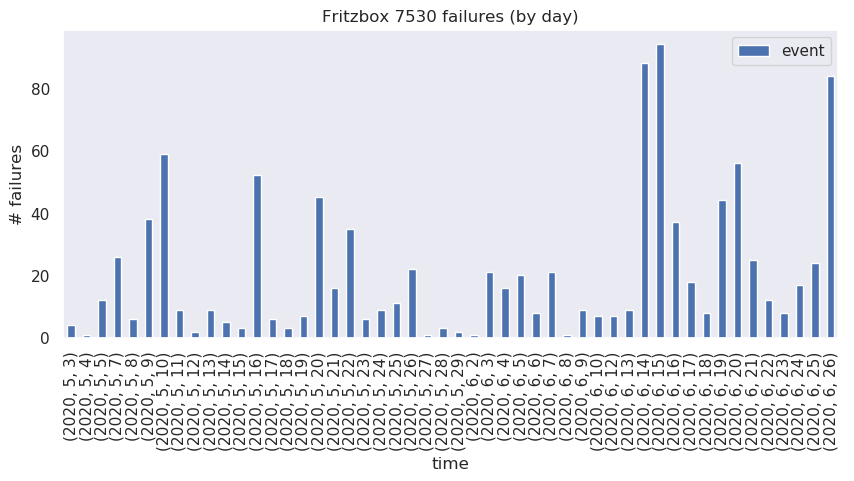 Fritzbox 7530 failures (by day)
event
# failures
80
60
40
20
0
(2020, 5, 3)
(2020, 5, 4)
(2020, 5, 5)
(2020, 5, 7)
(2020, 5, 8)
(2020, 5, 9)
(2020, 5, 10)
(2020, 5, 11)
(2020, 5, 12)
(2020, 5, 13)
(2020, 5, 14)
(2020, 5, 15)
(2020, 5, 16)
(2020, 5, 17)
(2020, 5, 18)
(2020, 5, 19)
(2020, 5, 20)
(2020, 5, 21)
(2020, 5, 22)
(2020, 5, 23)
(2020, 5, 24)
(2020, 5, 25)
(2020, 5, 26)
(2020, 5, 27)
(2020, 5, 28)
(2020, 5, 29)
(2020, 6, 2)
(2020, 6, 3)
(2020, 6, 4)
(2020, 6, 5)
(2020, 6, 6)
(2020, 6, 7)
(2020, 6, 8)
(2020, 6, 9)
(2020, 6, 10)
(2020, 6, 12)
(2020, 6, 13)
(2020, 6, 14)
(2020, 6, 15)
(2020, 6, 16)
(2020, 6, 17)
(2020, 6, 18)
(2020, 6, 19)
(2020, 6, 20)
(2020, 6, 21)
(2020, 6, 22)
(2020, 6, 23)
(2020, 6, 24)
(2020, 6, 25)
(2020, 6, 26)
time